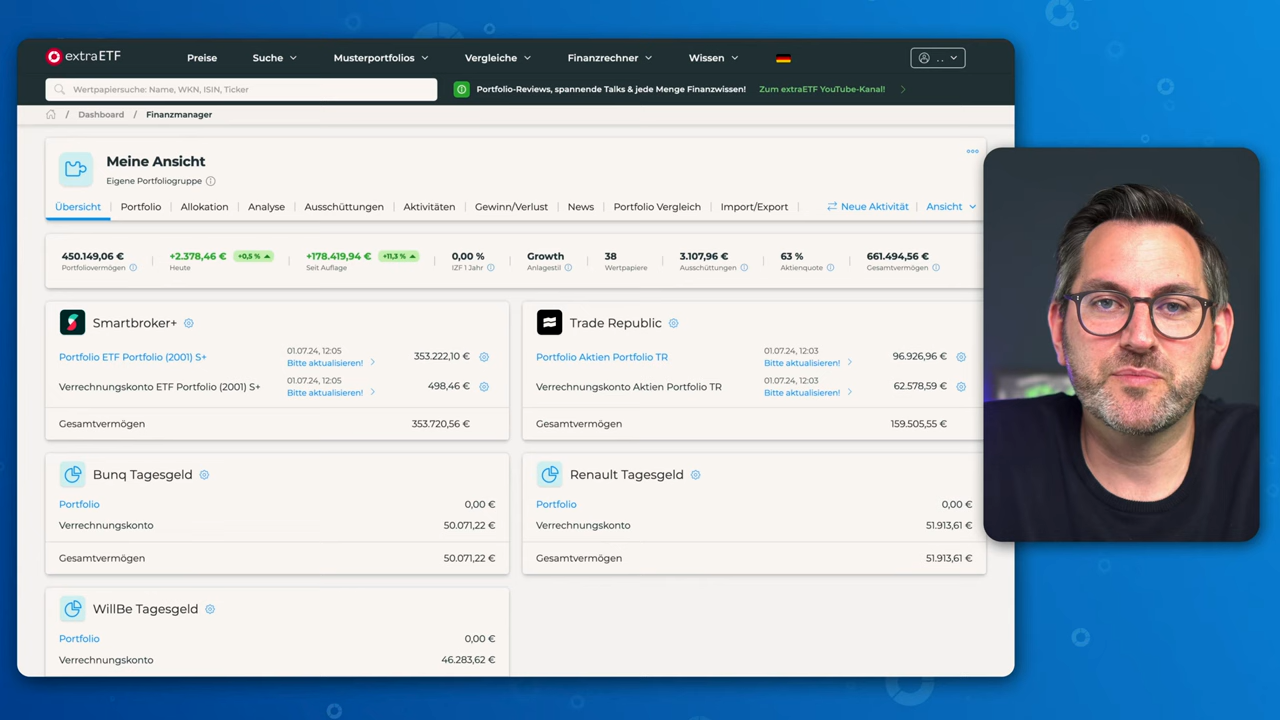 extraETF Preise Suche Musterportfolios Vergleiche Finanzrechner Wissen ..
Wertpapiersuche: Name, WKN, ISIN, Ticker Portfolio-Reviews, spannende Talks & jede Menge Finanzwissen! Zum extraETF YouTube-Kanal!
/ Dashboard / Finanzmanager
Meine Ansicht
Eigene Portfoliogruppe
Übersicht Portfolio Allokation Analyse Ausschüttungen Aktivitäten Gewinn/Verlust News Portfolio Vergleich Import/Export Neue Aktivität Ansicht
450.149,06 € +2.378,46 € +0,5 % +178.419,94 € +11,3 % 0,00 % Growth 38 3.107,96 € 63 % 661.494,56 €
Portfoliovermögen Heute Seit Auflage IZF 1 Jahr Anlagestil Wertpapiere Ausschüttungen Aktienquote Gesamtvermögen
Smartbroker+
Portfolio ETF Portfolio (2001) S+ 01.07.24, 12:05 353.222,10 €
Bitte aktualisieren!
Verrechnungskonto ETF Portfolio (2001) S+ 01.07.24, 12:05 498,46 €
Bitte aktualisieren!
Gesamtvermögen 353.720,56 €
Trade Republic
Portfolio Aktien Portfolio TR 01.07.24, 12:03 96.926,96 €
Bitte aktualisieren!
Verrechnungskonto Aktien Portfolio TR 01.07.24, 12:03 62.578,59 €
Bitte aktualisieren!
Gesamtvermögen 159.505,55 €
Bunq Tagesgeld
Portfolio 0,00 €
Verrechnungskonto 50.071,22 €
Gesamtvermögen 50.071,22 €
Renault Tagesgeld
Portfolio 0,00 €
Verrechnungskonto 51.913,61 €
Gesamtvermögen 51.913,61 €
WillBe Tagesgeld
Portfolio 0,00 €
Verrechnungskonto 46.283,62 €